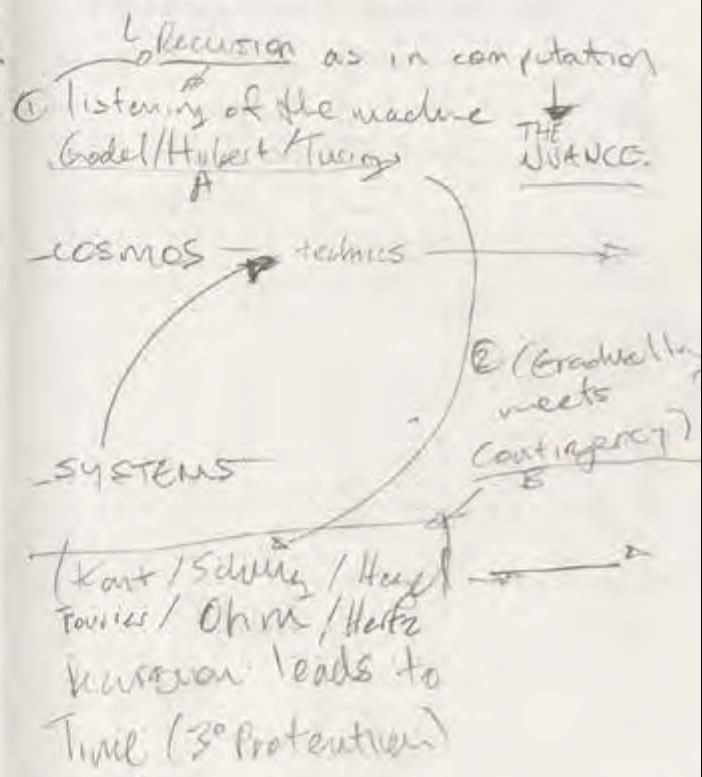 Recursion as in computation
① listening of the machine
THE
NUANCE.
Godel/Hilbert/Turing
A
COSMOS technics
② (Gradually
meets
Contingency)
B
SYSTEMS
(Kant/Schelling/Hegel
Fourier/Ohm/Hertz
leads to
Time (3° Protention)